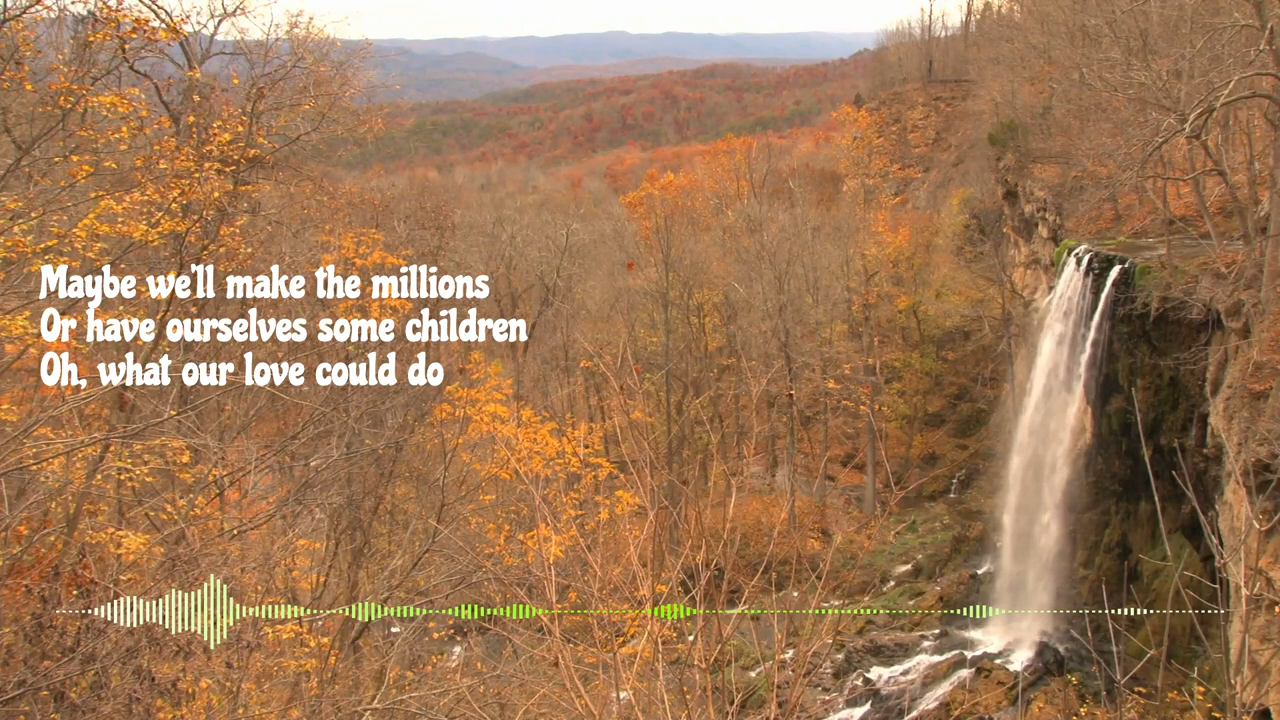 Maybe we'll make the millions
Or have ourselves some children
Oh, what our love could do